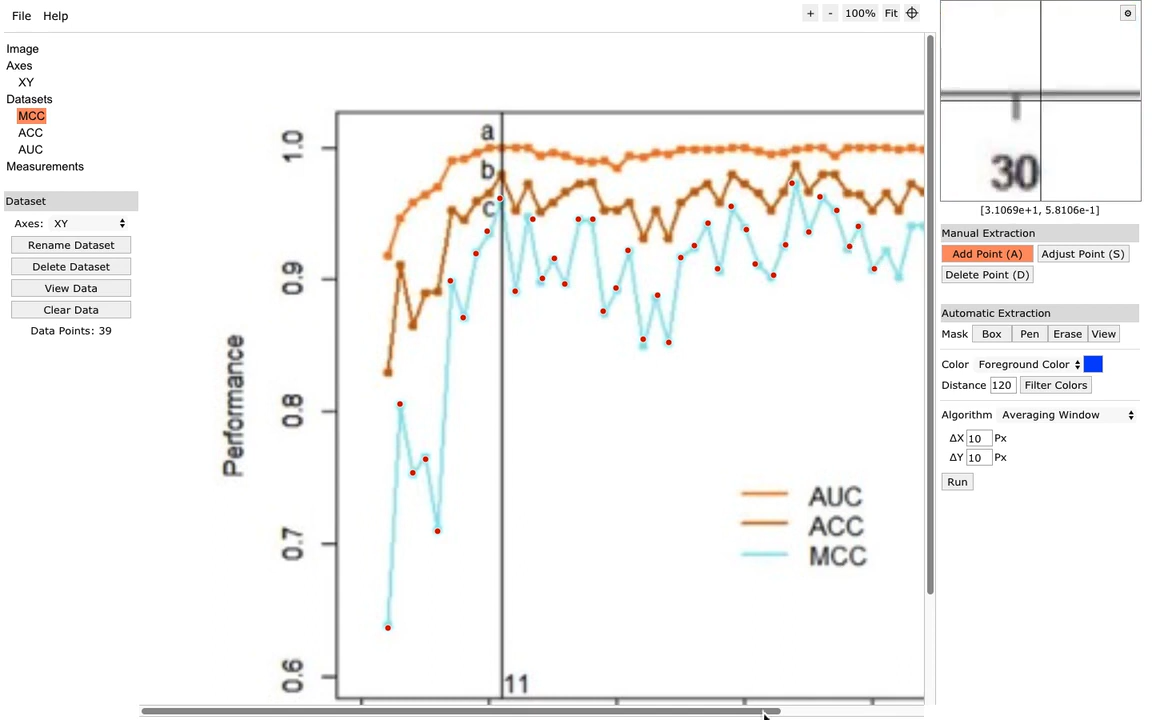 File Help
+ - 100% Fit
Image
Axes
XY
Datasets
MCC
ACC
AUC
Measurements
Dataset
Axes: XY
Rename Dataset
Delete Dataset
View Data
Clear Data
Data Points: 39
Performance
1.0
0.9
0.8
0.7
0.6
a
b
c
11
AUC
ACC
MCC
30
[3.1069e+1, 5.8106e-1]
Manual Extraction
Add Point (A) Adjust Point (S)
Delete Point (D)
Automatic Extraction
Mask Box Pen Erase View
Color Foreground Color
Distance 120 Filter Colors
Algorithm Averaging Window
ΔX 10 Px
ΔY 10 Px
Run